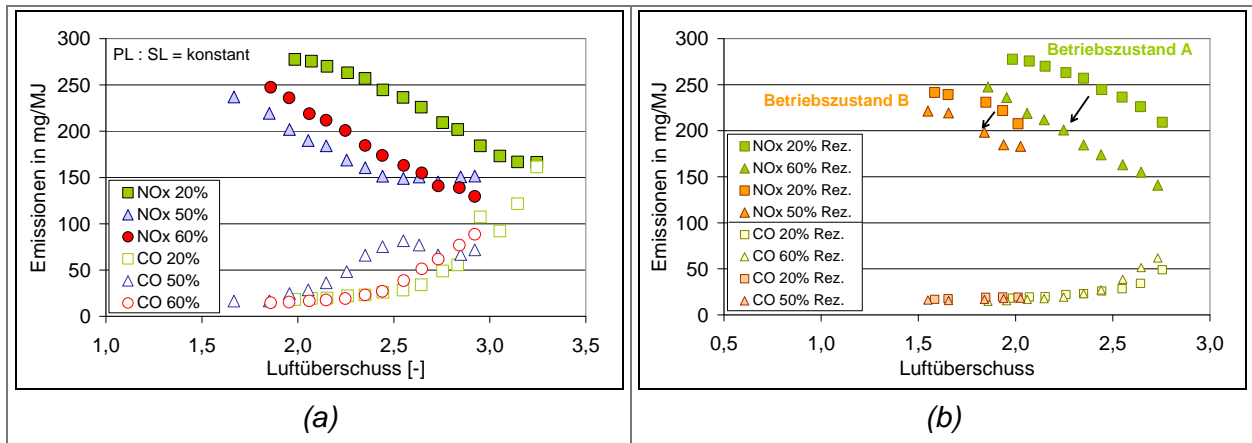 PL : SL = konstant
Emissionen in mg/MJ
300
250
200
150
100
50
0
NOx 20%
NOx 50%
NOx 60%
CO 20%
CO 50%
CO 60%
1,0
1,5
2,0
2,5
3,0
3,5
Luftüberschuss [-]
(a)
Betriebszustand A
Betriebszustand B
Emissionen in mg/MJ
300
250
200
150
100
50
0
NOx 20% Rez.
NOx 60% Rez.
NOx 20% Rez.
NOx 50% Rez.
CO 20% Rez.
CO 60% Rez.
CO 20% Rez.
CO 50% Rez.
0,5
1,0
1,5
2,0
2,5
3,0
Luftüberschuss
(b)